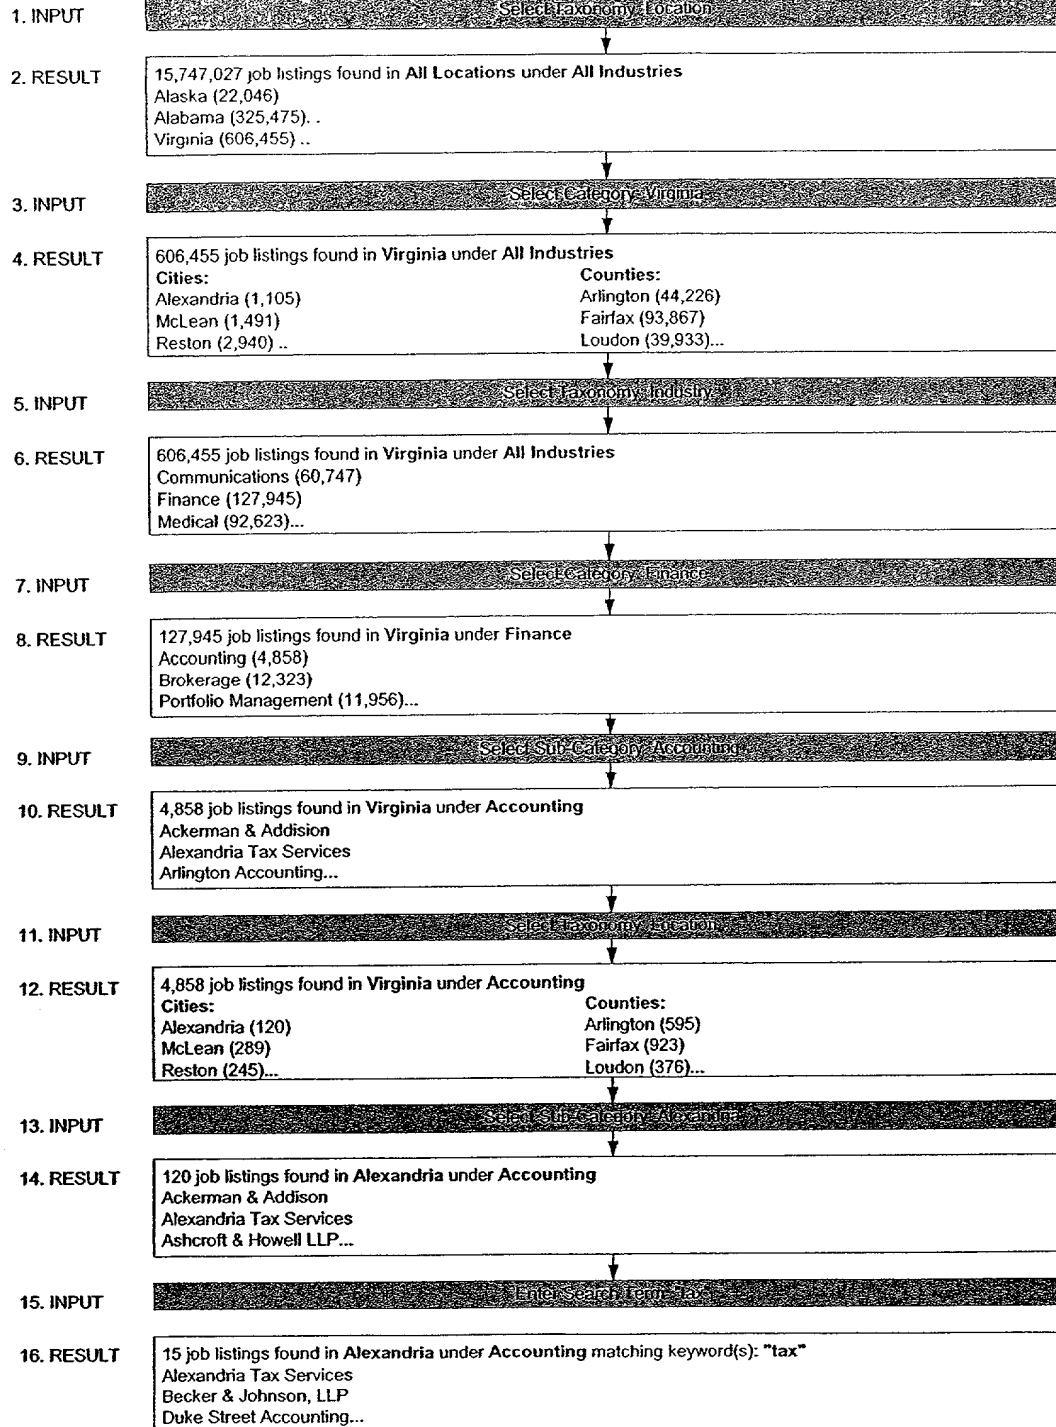 1. INPUT
Select Taxonomy: Location
2. RESULT
15,747,027 job listings found in All Locations under All Industries
Alaska (22,046)
Alabama (325,475). .
Virginia (606,455) ..
3. INPUT
Select Category: Virginia
4. RESULT
606,455 job listings found in Virginia under All Industries
Cities:
Counties:
Alexandria (1,105)
Arlington (44,226)
McLean (1,491)
Fairfax (93,867)
Reston (2,940) ..
Loudon (39,933)...
5. INPUT
Select Taxonomy: Industry
6. RESULT
606,455 job listings found in Virginia under All Industries
Communications (60,747)
Finance (127,945)
Medical (92,623)...
7. INPUT
Select Category: Finance
8. RESULT
127,945 job listings found in Virginia under Finance
Accounting (4,858)
Brokerage (12,323)
Portfolio Management (11,956)...
9. INPUT
Select Sub-Category: Accounting
10. RESULT
4,858 job listings found in Virginia under Accounting
Ackerman & Addision
Alexandria Tax Services
Arlington Accounting...
11. INPUT
Select Taxonomy: Location
12. RESULT
4,858 job listings found in Virginia under Accounting
Cities:
Counties:
Alexandria (120)
Arlington (595)
McLean (289)
Fairfax (923)
Reston (245)...
Loudon (376)...
13. INPUT
Select Sub-Category: Alexandria
14. RESULT
120 job listings found in Alexandria under Accounting
Ackerman & Addison
Alexandria Tax Services
Ashcroft & Howell LLP...
15. INPUT
Enter Search Term: "Tax"
16. RESULT
15 job listings found in Alexandria under Accounting matching keyword(s): "tax"
Alexandria Tax Services
Becker & Johnson, LLP
Duke Street Accounting...